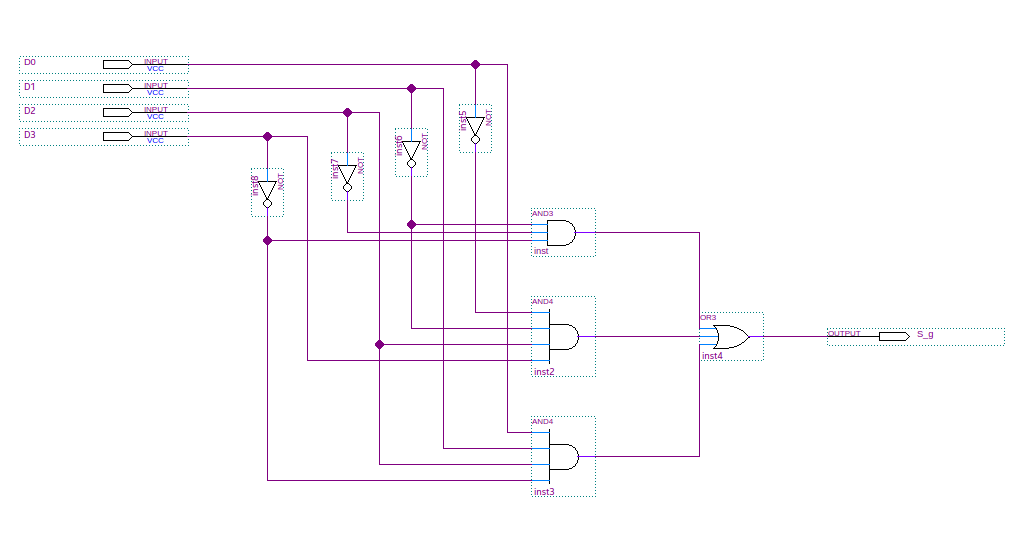 D0
INPUT
VCC
D1
INPUT
VCC
D2
INPUT
VCC
D3
INPUT
VCC
inst5
NOT
inst6
NOT
inst7
NOT
inst8
NOT
AND3
inst
AND4
inst2
OR3
inst4
OUTPUT
S_g
AND4
inst3